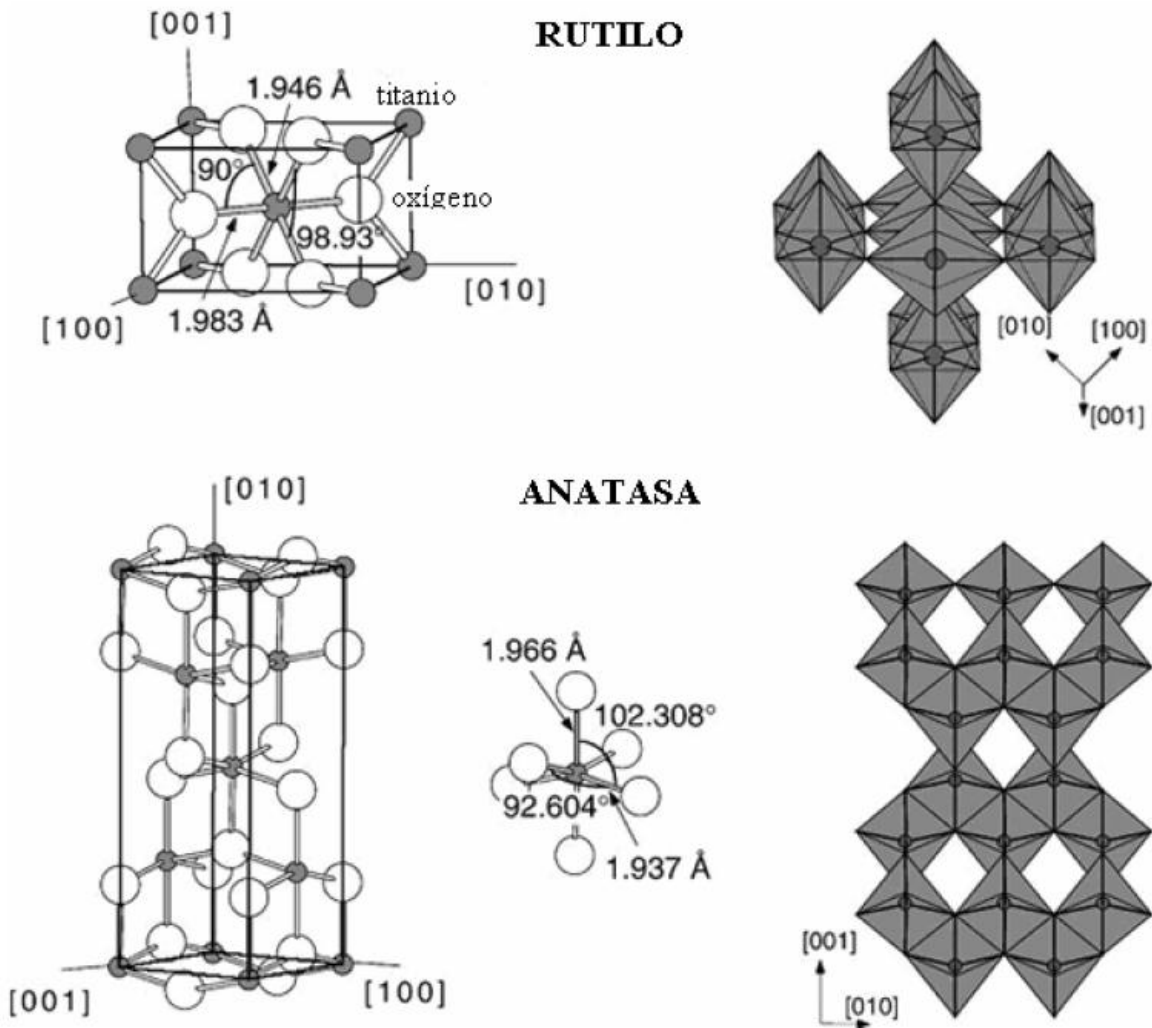 RUTILO
[001]
1.946 Å
titanio
90°
oxígeno
98.93°
[010]
[100]
1.983 Å
[010]
[100]
[001]
ANATASA
[010]
1.966 Å
102.308°
92.604°
1.937 Å
[001]
[100]
[001]
[010]